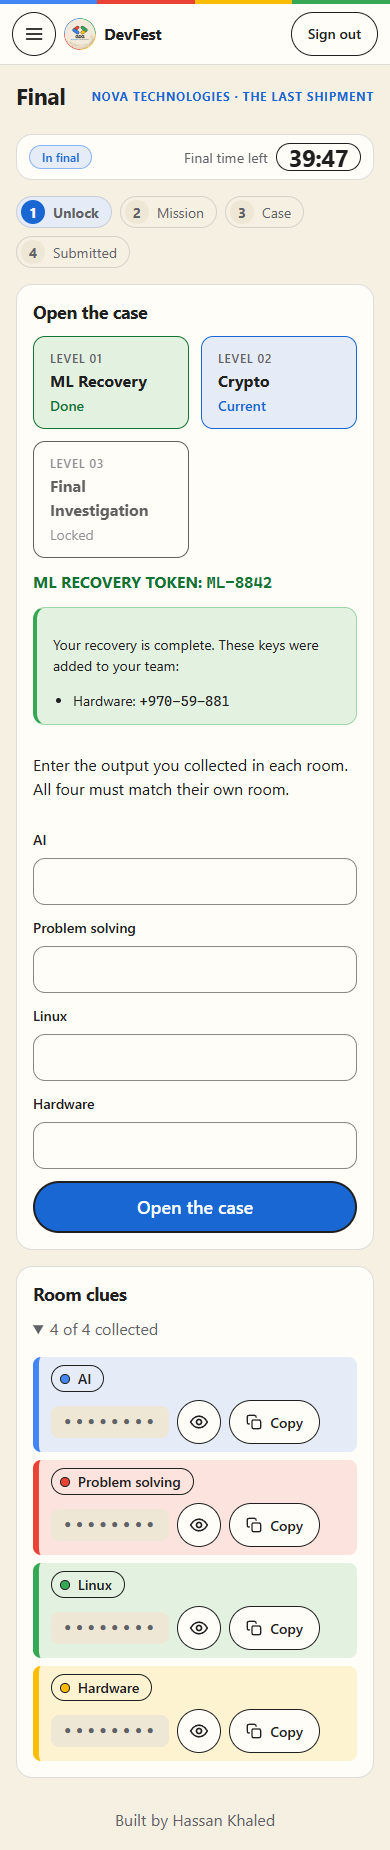 DevFest
Sign out
Final
NOVA TECHNOLOGIES · THE LAST SHIPMENT
In final
Final time left
39:47
1 Unlock
2 Mission
3 Case
4 Submitted
Open the case
LEVEL 01
ML Recovery
Done
LEVEL 02
Crypto
Current
LEVEL 03
Final
Investigation
Locked
ML RECOVERY TOKEN: ML-8842
Your recovery is complete. These keys were
added to your team:
• Hardware: +970-59-881
Enter the output you collected in each room.
All four must match their own room.
AI
Problem solving
Linux
Hardware
Open the case
Room clues
▼ 4 of 4 collected
AI
•••••••• Copy
Problem solving
•••••••• Copy
Linux
•••••••• Copy
Hardware
•••••••• Copy
Built by Hassan Khaled